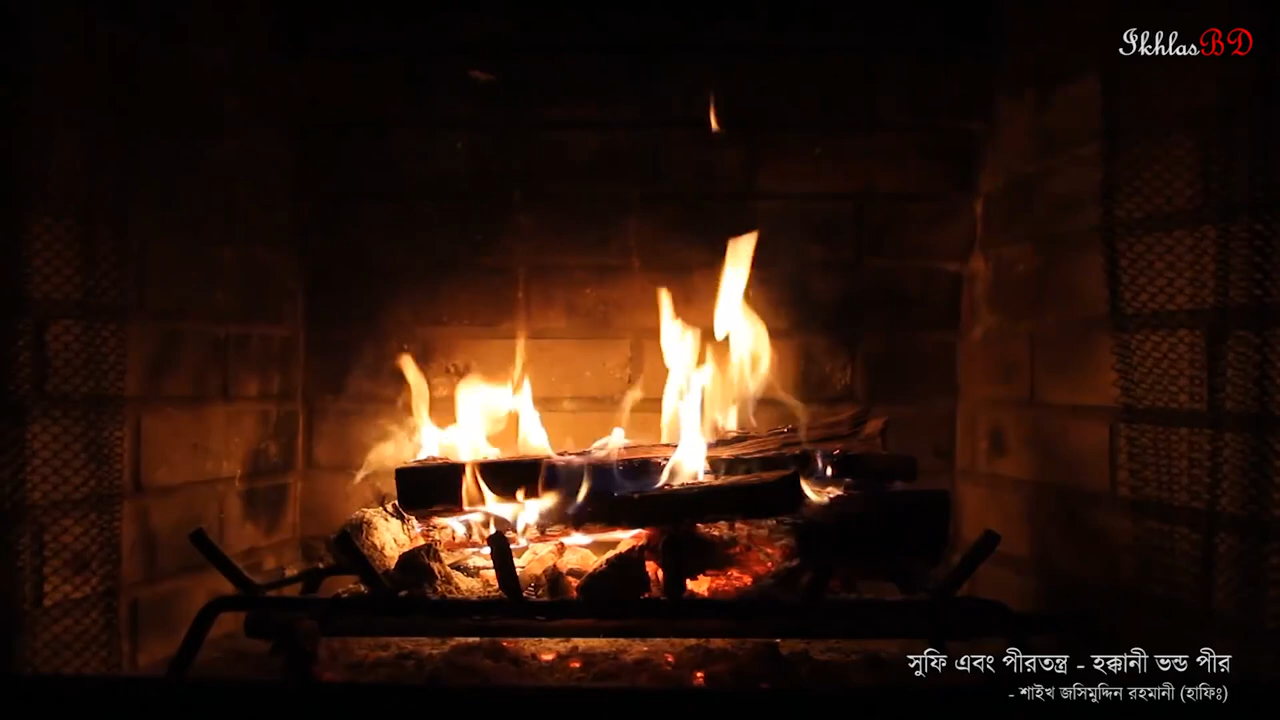 IkhlasBD
সুফি এবং পীরতন্ত্র - হক্কানী ভন্ড পীর
- শাইখ জসিমুদ্দিন রহমানী (হাফিঃ)